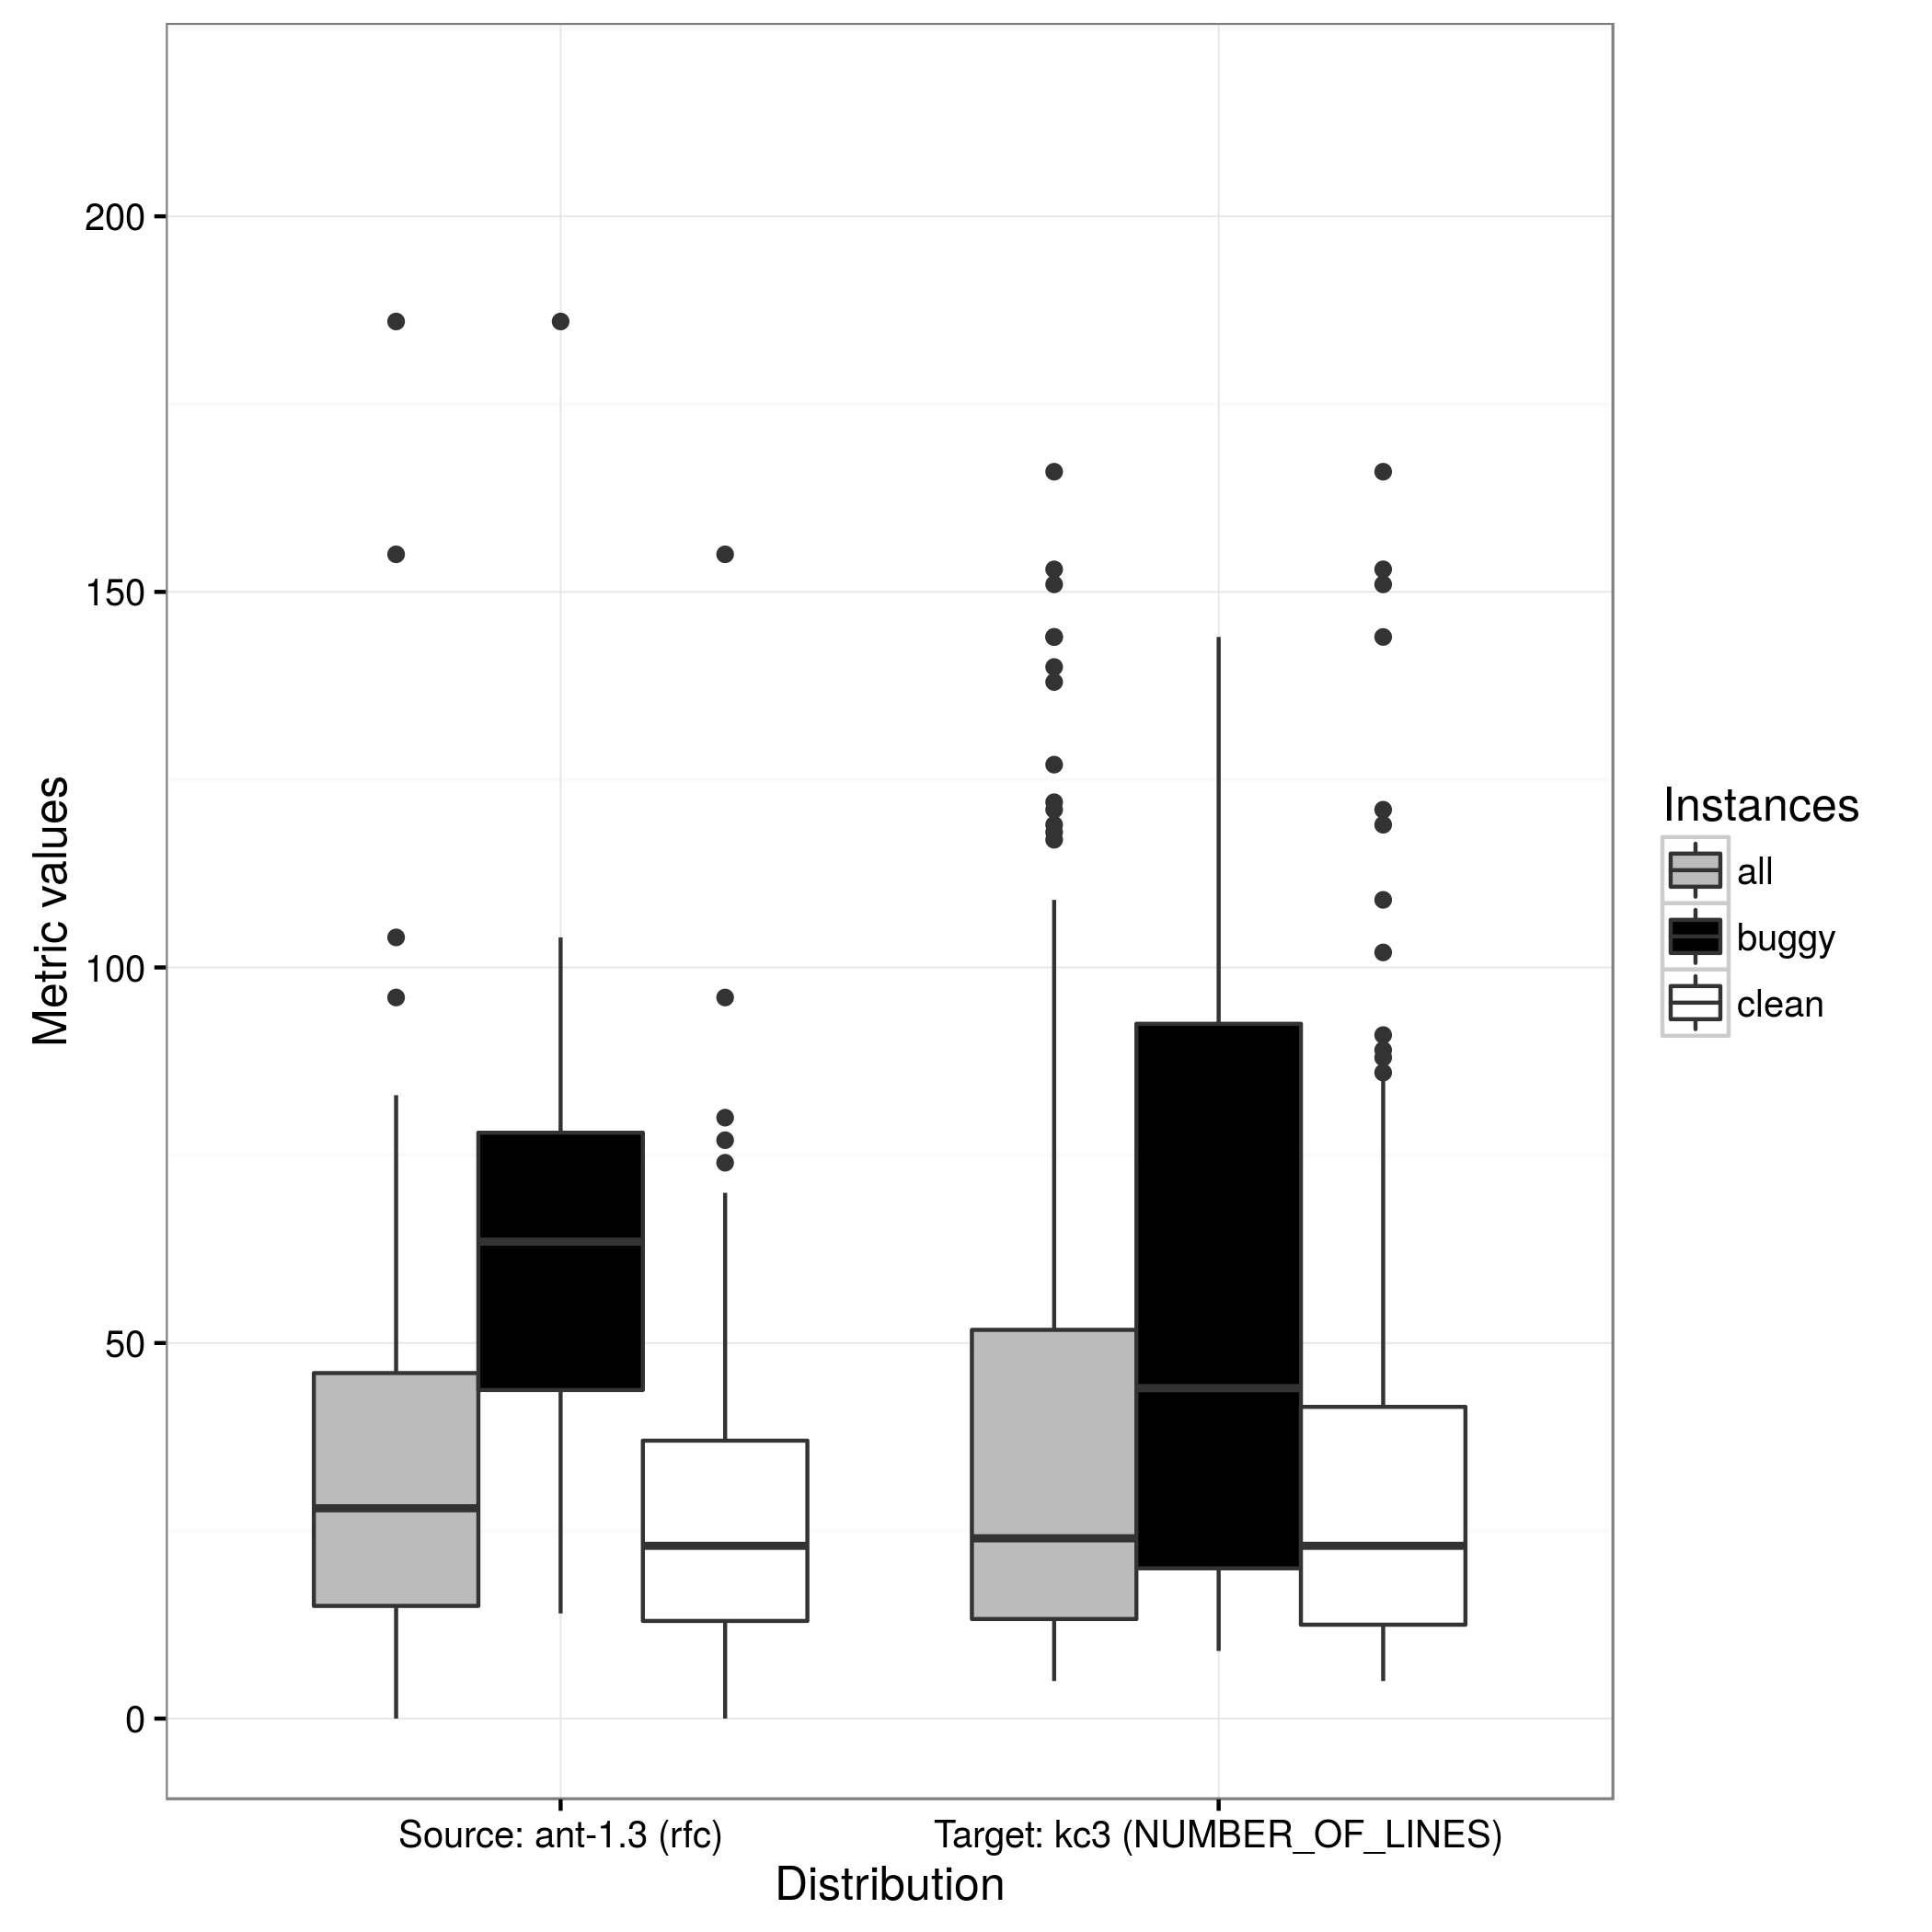 Metric values
200
150
100
50
0
Source: ant-1.3 (rfc)
Target: kc3 (NUMBER_OF_LINES)
Distribution
Instances
all
buggy
clean